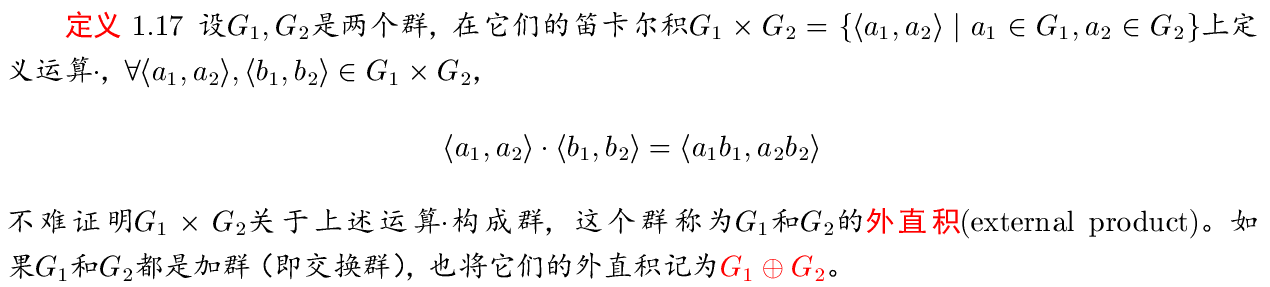 定义 1.17 设G₁, G₂是两个群, 在它们的笛卡尔积G₁ × G₂ = {⟨a₁, a₂⟩ | a₁ ∈ G₁, a₂ ∈ G₂}上定
义运算·, ∀⟨a₁, a₂⟩, ⟨b₁, b₂⟩ ∈ G₁ × G₂,
⟨a₁, a₂⟩ · ⟨b₁, b₂⟩ = ⟨a₁b₁, a₂b₂⟩
不难证明G₁ × G₂关于上述运算·构成群, 这个群称为G₁和G₂的外直积(external product)。如
果G₁和G₂都是加群（即交换群）, 也将它们的外直积记为G₁ ⊕ G₂。